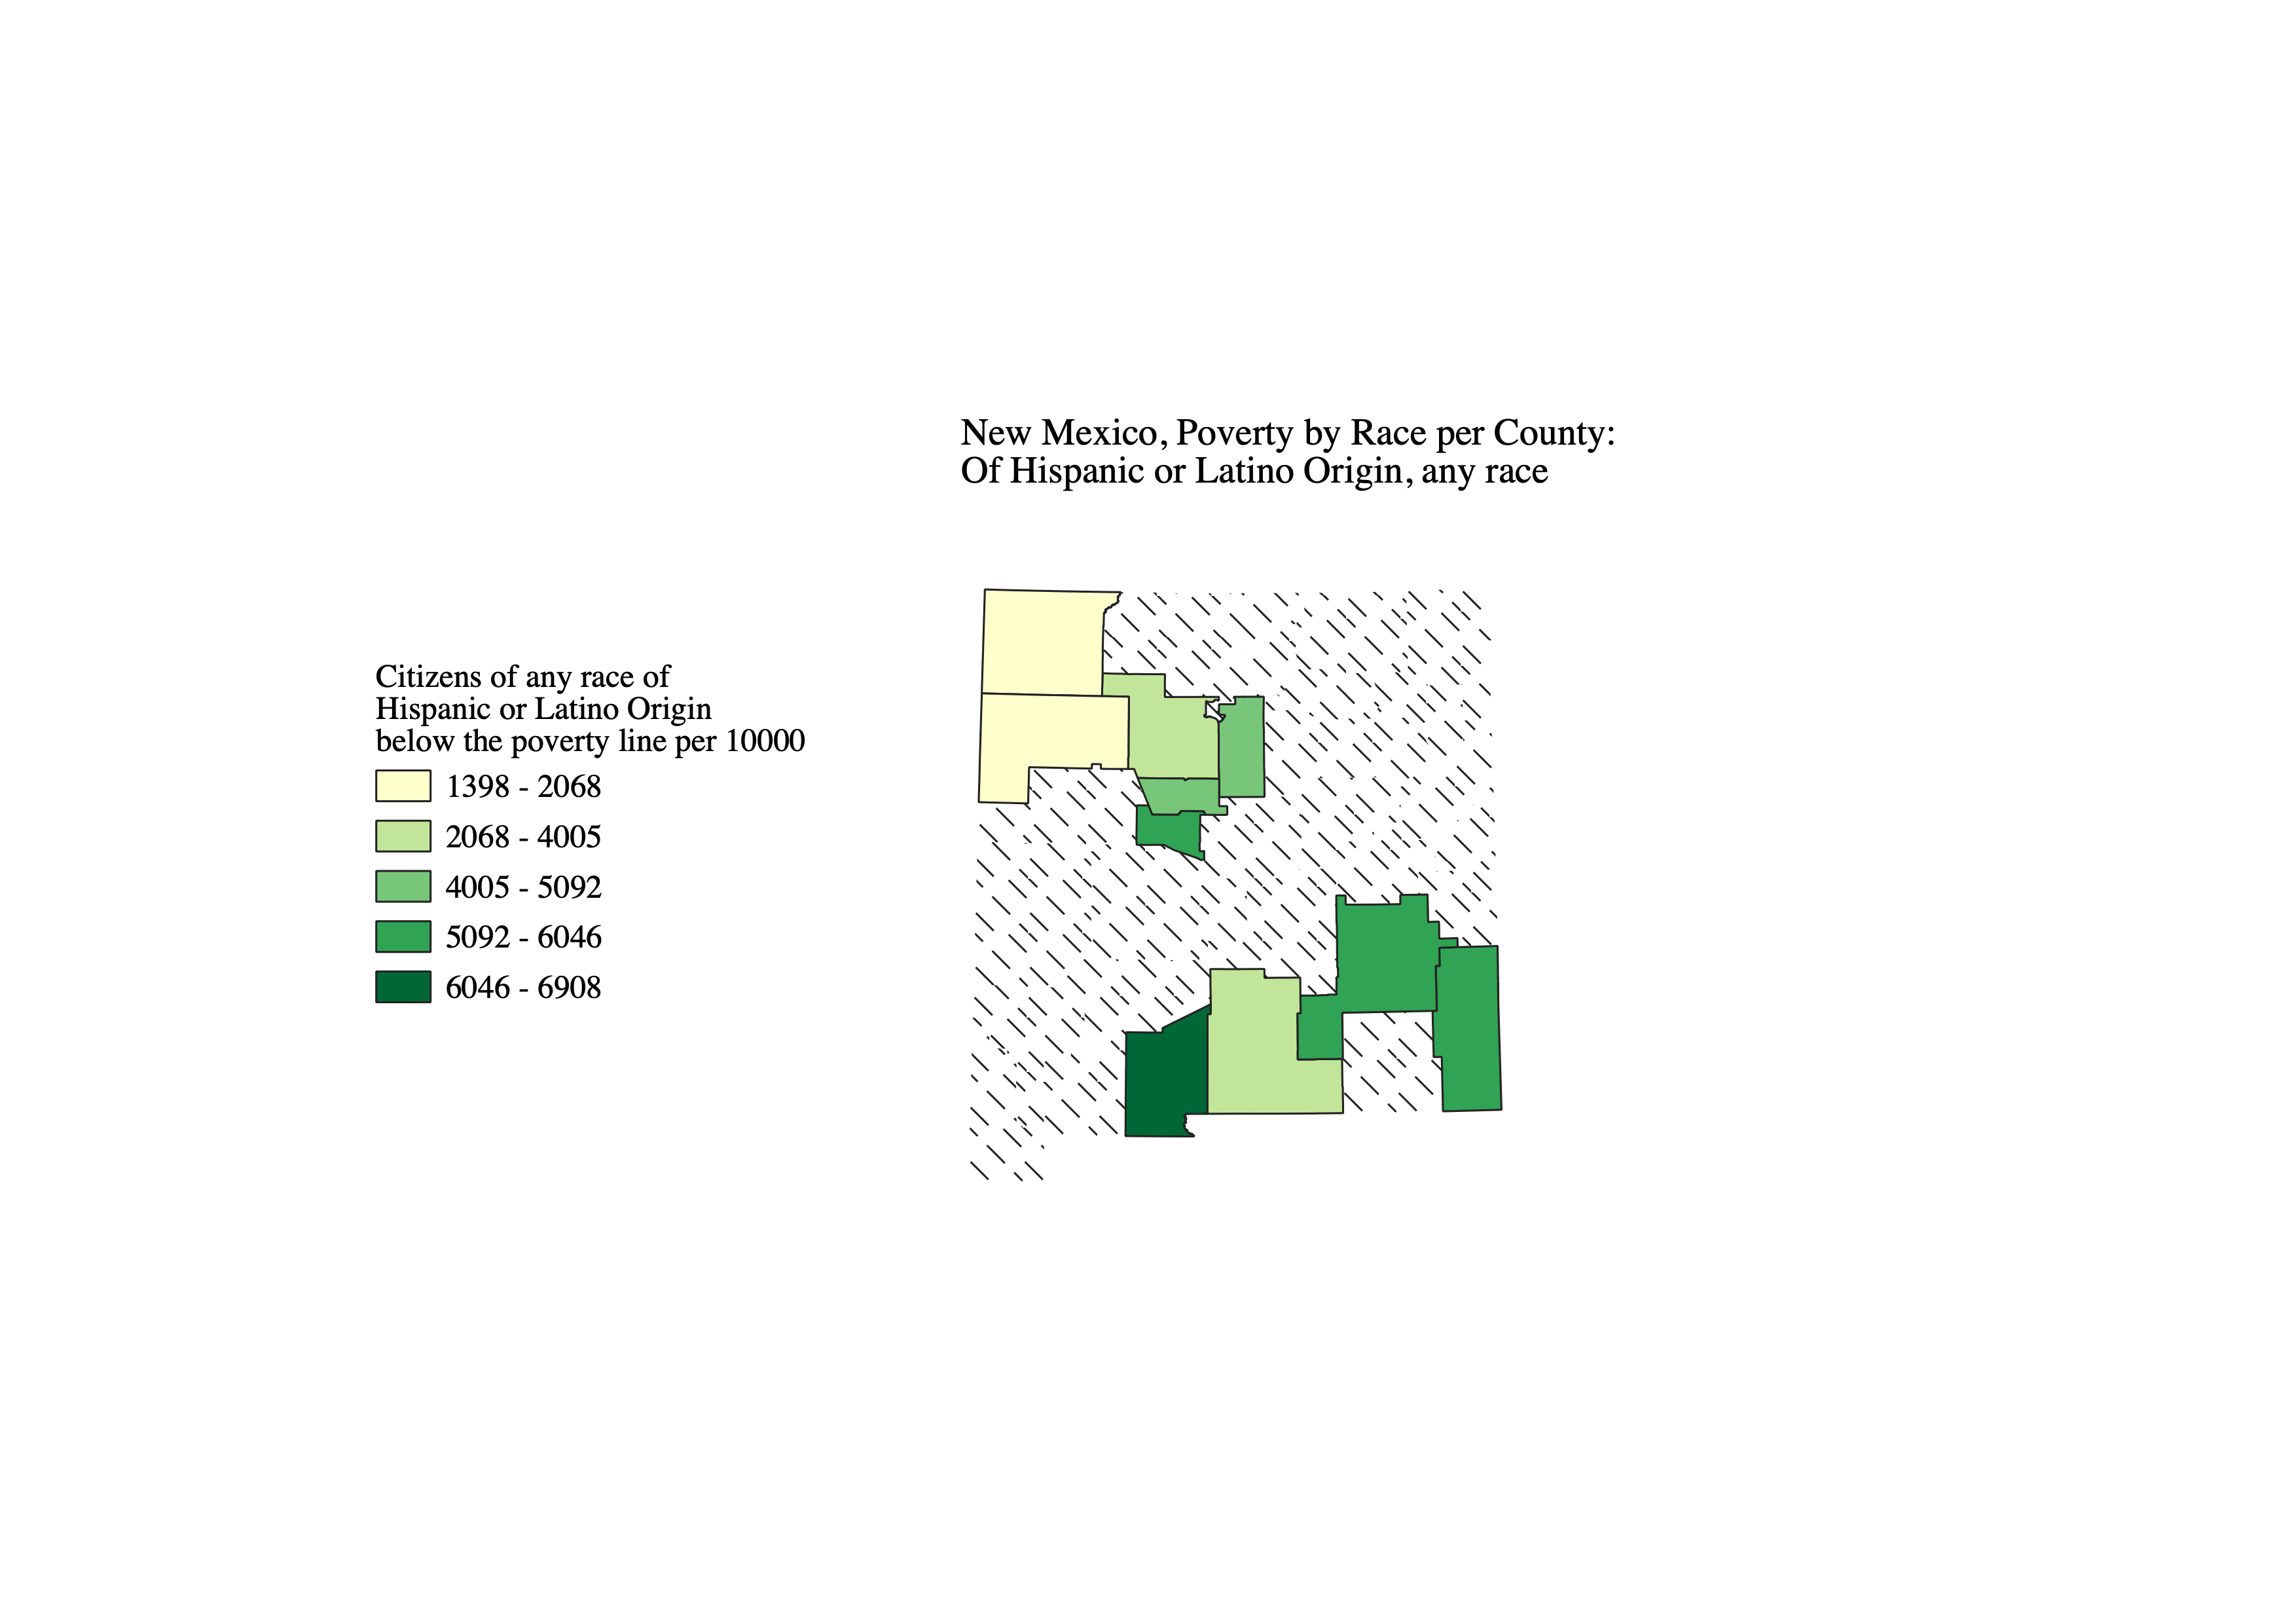 New Mexico, Poverty by Race per County:
Of Hispanic or Latino Origin, any race
Citizens of any race of
Hispanic or Latino Origin
below the poverty line per 10000
1398 - 2068
2068 - 4005
4005 - 5092
5092 - 6046
6046 - 6908